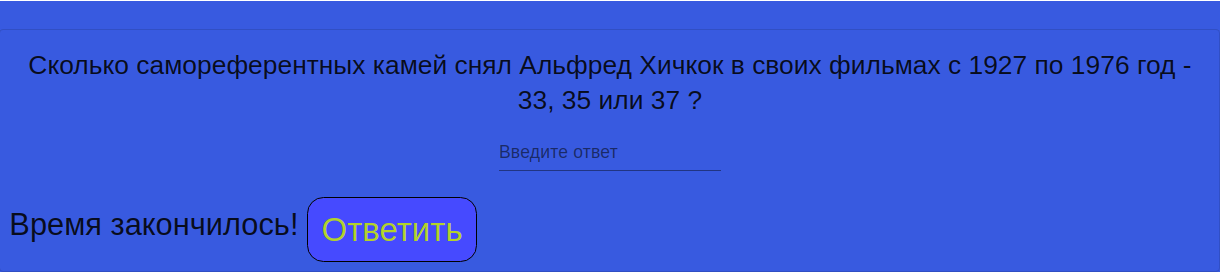 Сколько самореферентных камей снял Альфред Хичкок в своих фильмах с 1927 по 1976 год -
33, 35 или 37 ?
Введите ответ
Время закончилось! Ответить